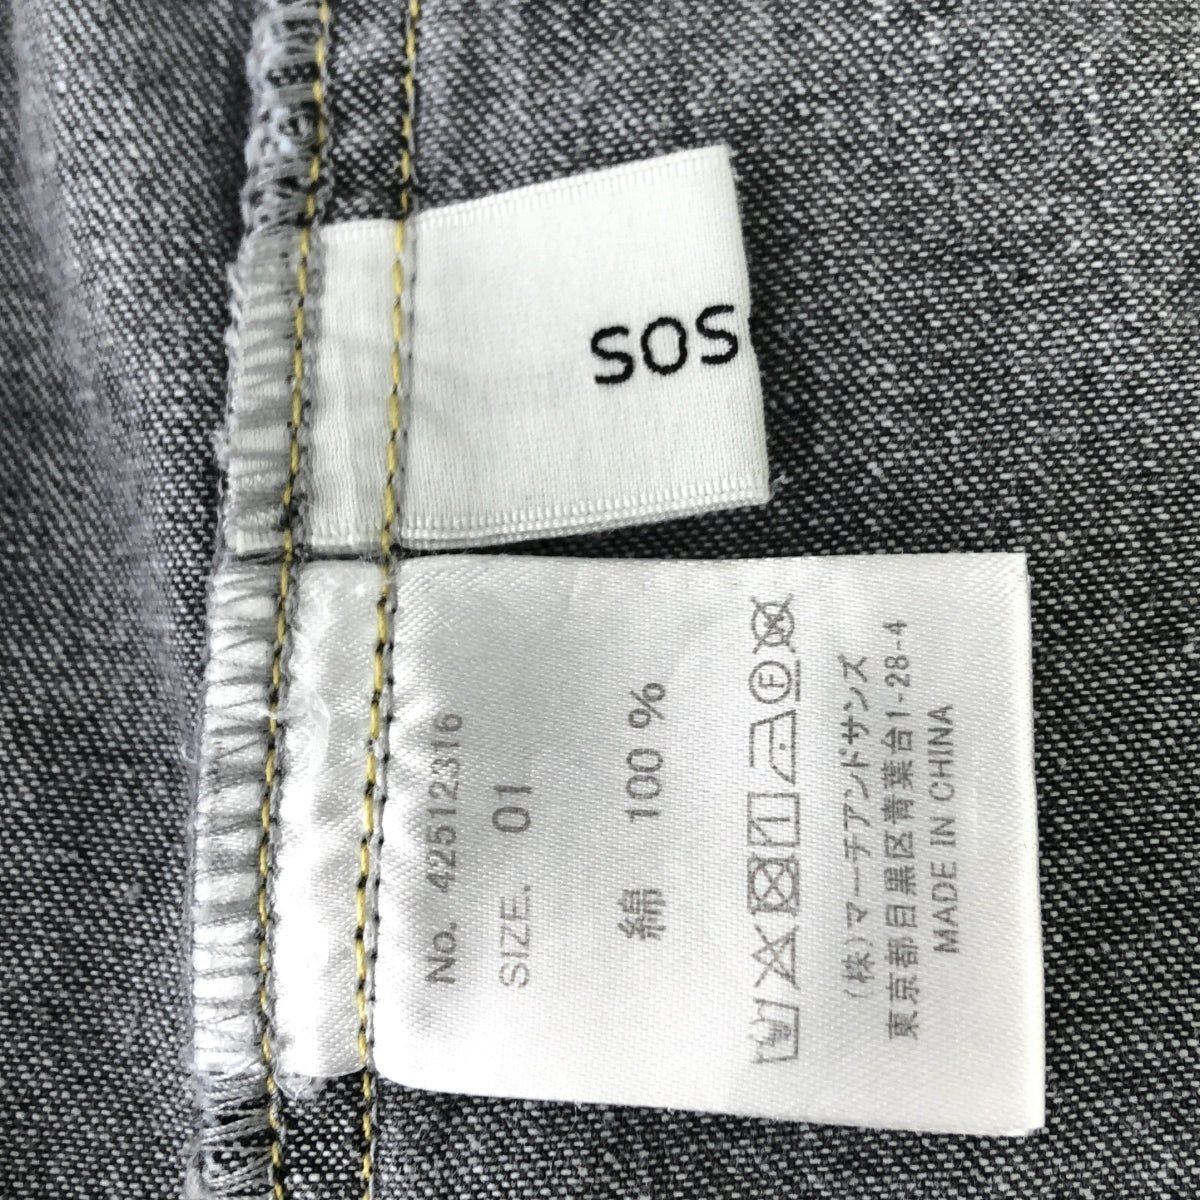 SOS
No. 42512316
SIZE. 01
綿 100 %
F
(株)マーチアンドサンズ
東京都目黒区青葉台1-28-4
MADE IN CHINA